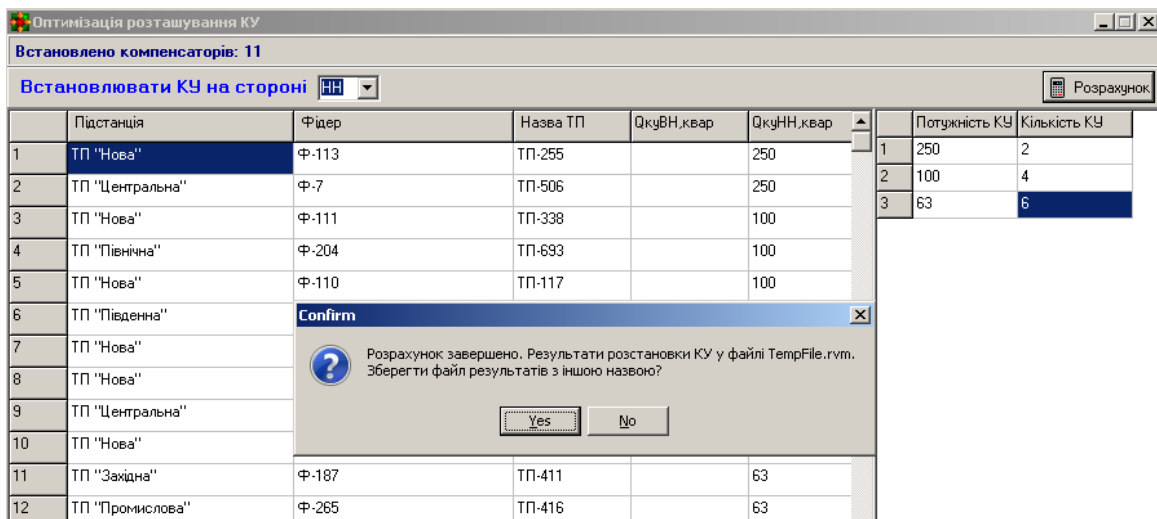 Оптимізація розташування КУ
Встановлено компенсаторів: 11
Встановлювати КУ на стороні НН Розрахунок
Підстанція Фідер Назва ТП QкуВН,квар QкуНН,квар Потужність КУ Кількість КУ
1 ТП "Нова" Ф-113 ТП-255 250 1 250 2
2 ТП "Центральна" Ф-7 ТП-506 250 2 100 4
3 ТП "Нова" Ф-111 ТП-338 100 3 63 6
4 ТП "Північна" Ф-204 ТП-693 100
5 ТП "Нова" Ф-110 ТП-117 100
6 ТП "Південна"
Confirm
7 ТП "Нова"
Розрахунок завершено. Результати розстановки КУ у файлі TempFile.rvm.
Зберегти файл результатів з іншою назвою?
8 ТП "Нова"
9 ТП "Центральна"
Yes No
10 ТП "Нова"
11 ТП "Західна" Ф-187 ТП-411 63
12 ТП "Промислова" Ф-265 ТП-416 63